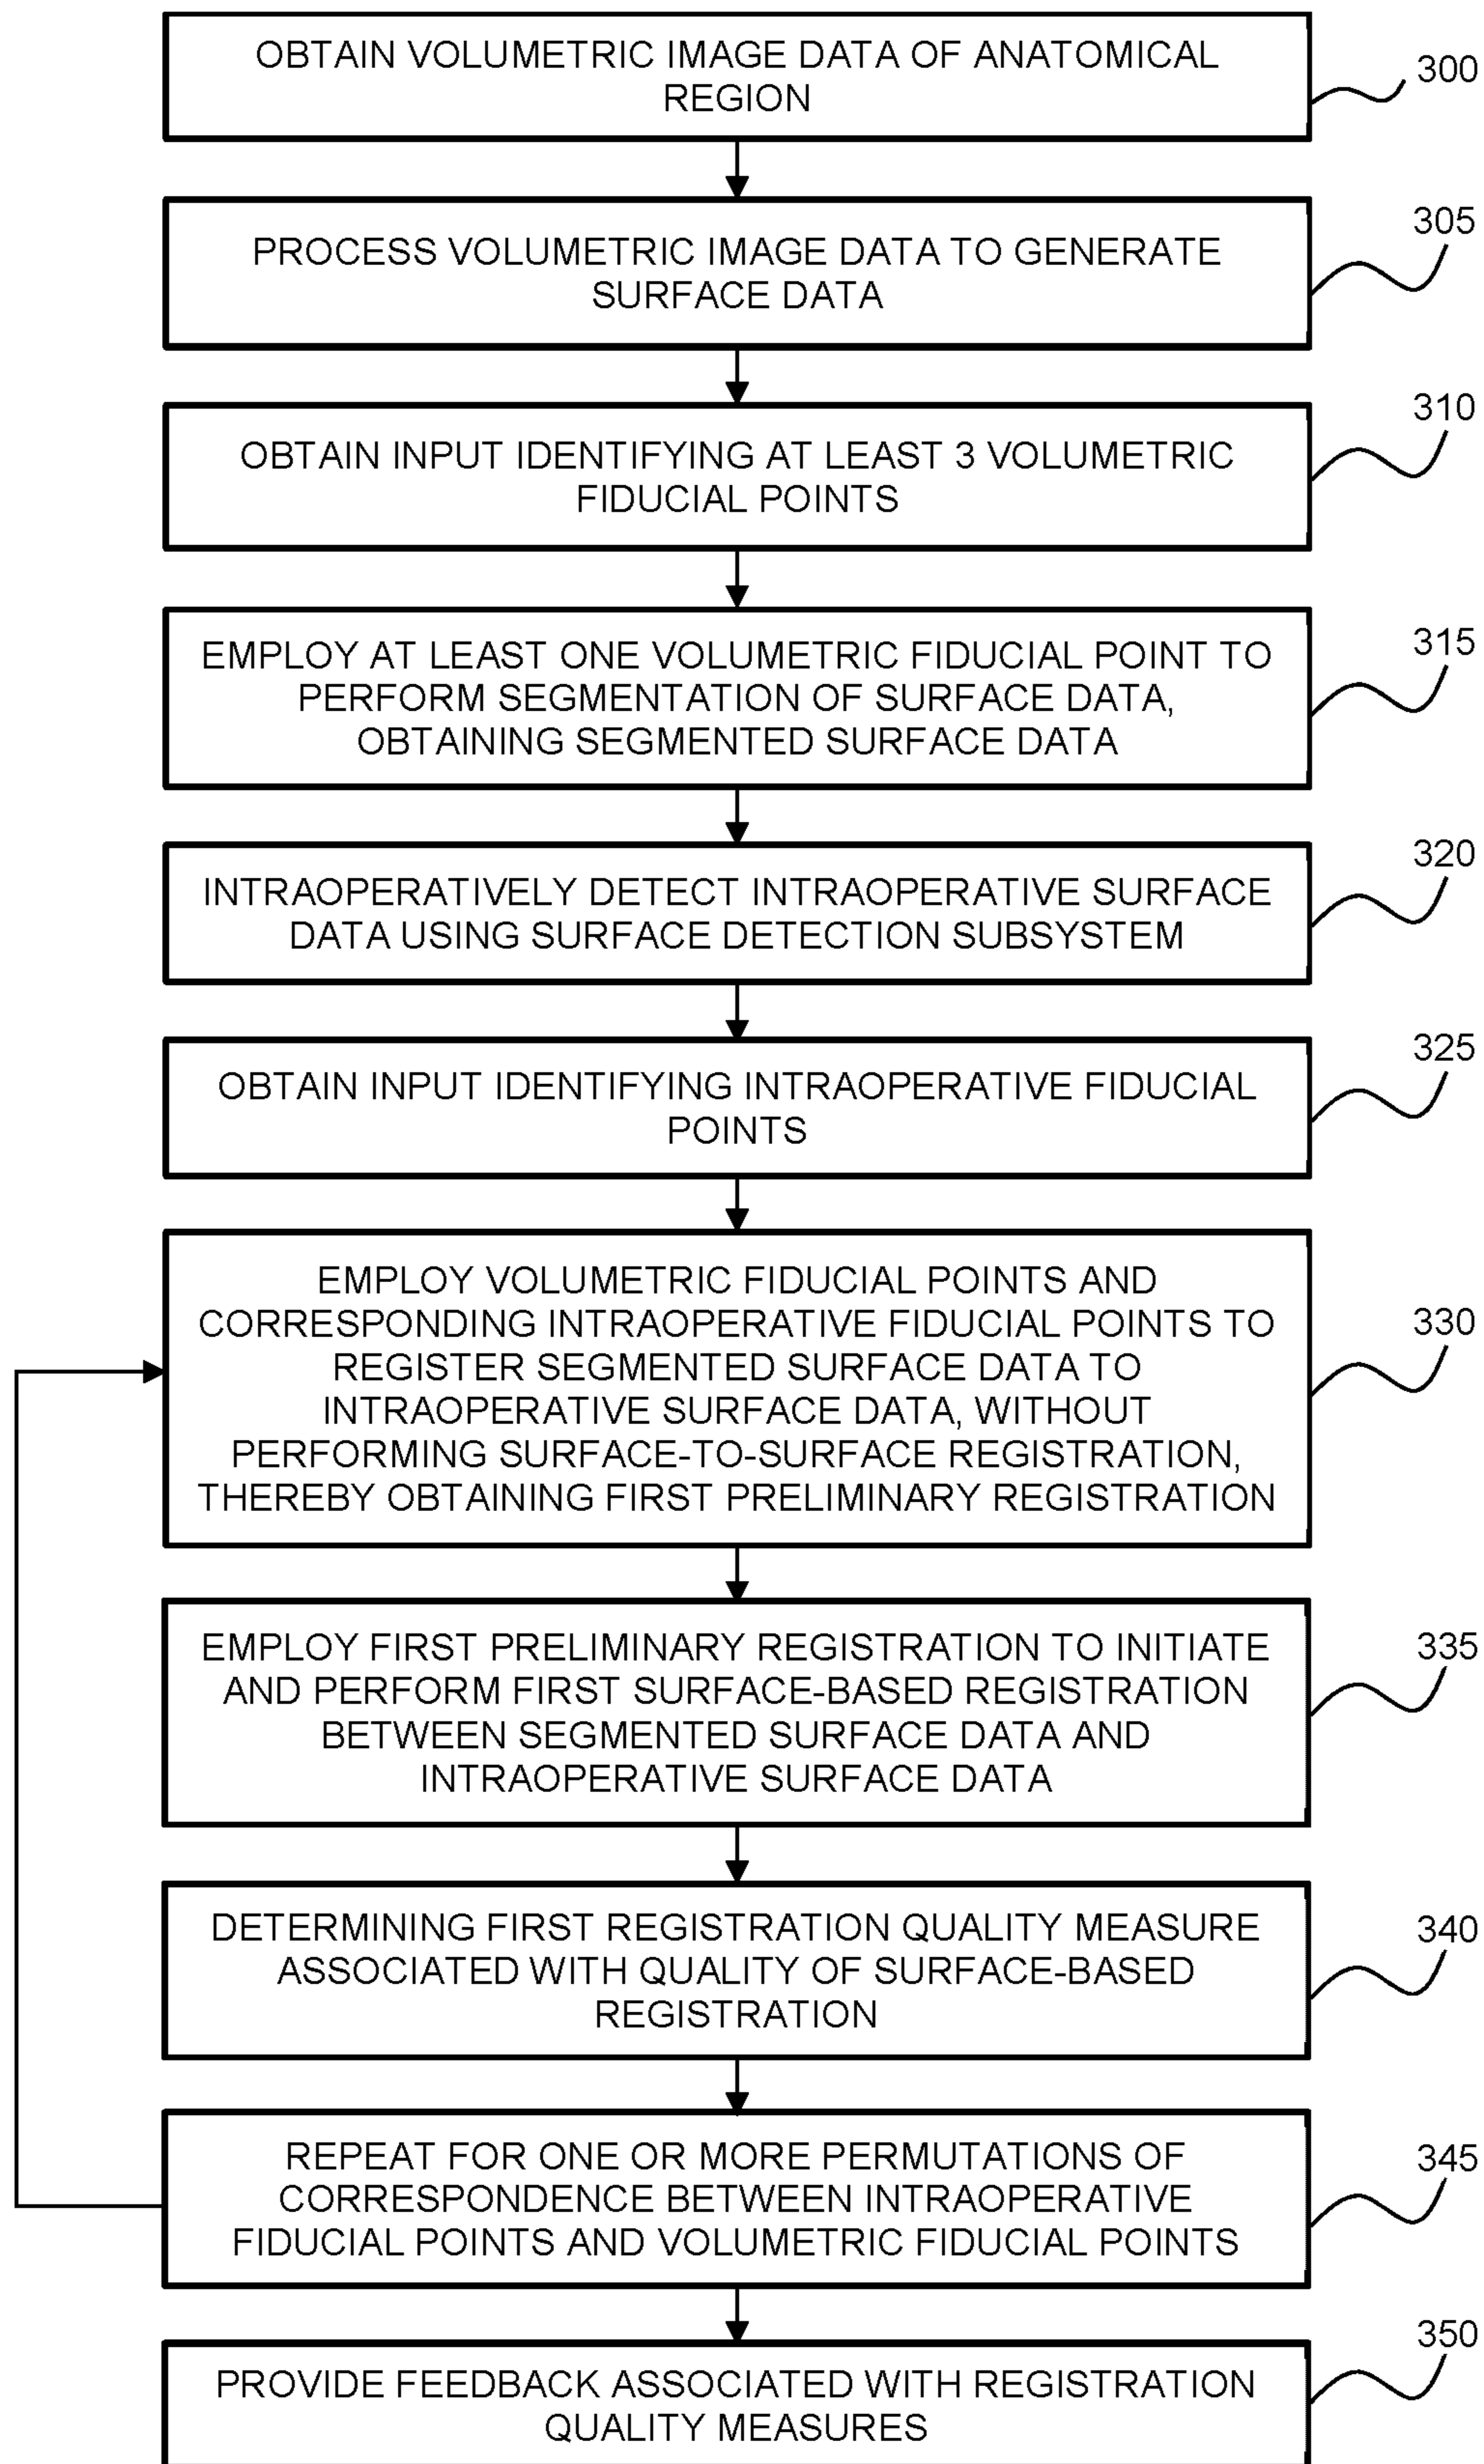 OBTAIN VOLUMETRIC IMAGE DATA OF ANATOMICAL
REGION
300
PROCESS VOLUMETRIC IMAGE DATA TO GENERATE
SURFACE DATA
305
OBTAIN INPUT IDENTIFYING AT LEAST 3 VOLUMETRIC
FIDUCIAL POINTS
310
EMPLOY AT LEAST ONE VOLUMETRIC FIDUCIAL POINT TO
PERFORM SEGMENTATION OF SURFACE DATA,
OBTAINING SEGMENTED SURFACE DATA
315
INTRAOPERATIVELY DETECT INTRAOPERATIVE SURFACE
DATA USING SURFACE DETECTION SUBSYSTEM
320
OBTAIN INPUT IDENTIFYING INTRAOPERATIVE FIDUCIAL
POINTS
325
EMPLOY VOLUMETRIC FIDUCIAL POINTS AND
CORRESPONDING INTRAOPERATIVE FIDUCIAL POINTS TO
REGISTER SEGMENTED SURFACE DATA TO
INTRAOPERATIVE SURFACE DATA, WITHOUT
PERFORMING SURFACE-TO-SURFACE REGISTRATION,
THEREBY OBTAINING FIRST PRELIMINARY REGISTRATION
330
EMPLOY FIRST PRELIMINARY REGISTRATION TO INITIATE
AND PERFORM FIRST SURFACE-BASED REGISTRATION
BETWEEN SEGMENTED SURFACE DATA AND
INTRAOPERATIVE SURFACE DATA
335
DETERMINING FIRST REGISTRATION QUALITY MEASURE
ASSOCIATED WITH QUALITY OF SURFACE-BASED
REGISTRATION
340
REPEAT FOR ONE OR MORE PERMUTATIONS OF
CORRESPONDENCE BETWEEN INTRAOPERATIVE
FIDUCIAL POINTS AND VOLUMETRIC FIDUCIAL POINTS
345
PROVIDE FEEDBACK ASSOCIATED WITH REGISTRATION
QUALITY MEASURES
350